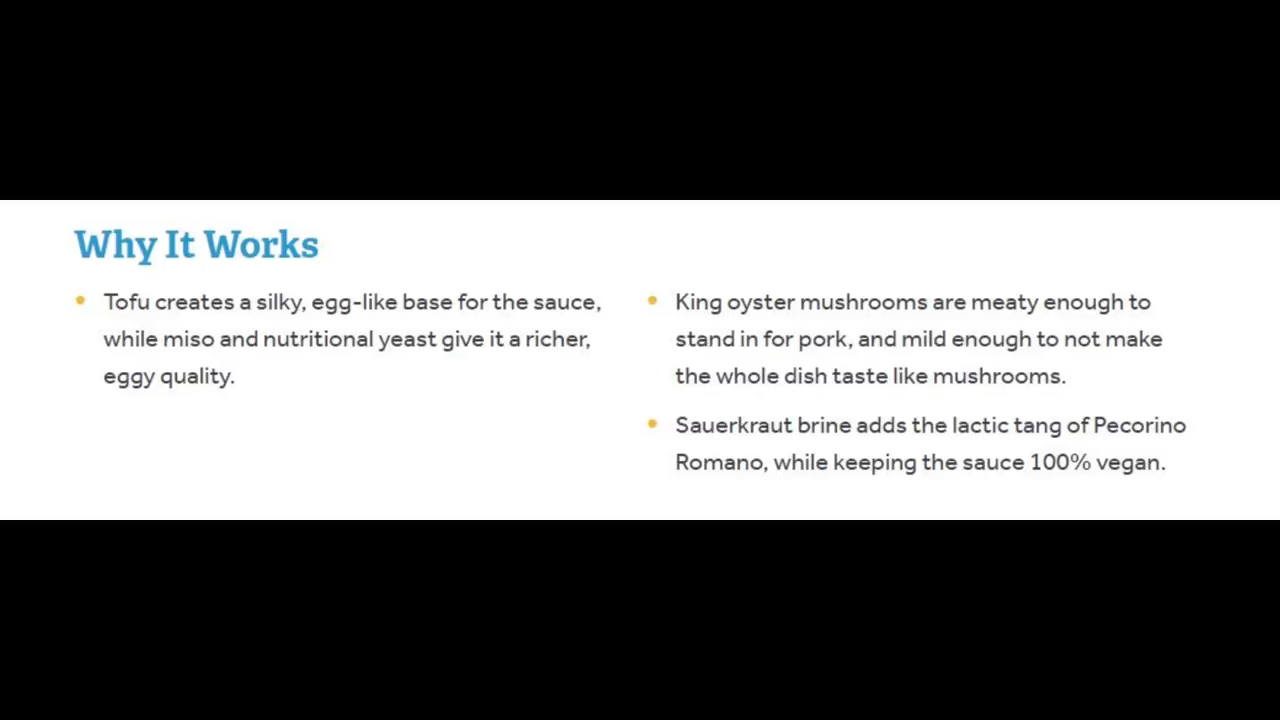 Why It Works
Tofu creates a silky, egg-like base for the sauce,
while miso and nutritional yeast give it a richer,
eggy quality.
King oyster mushrooms are meaty enough to
stand in for pork, and mild enough to not make
the whole dish taste like mushrooms.
Sauerkraut brine adds the lactic tang of Pecorino
Romano, while keeping the sauce 100% vegan.